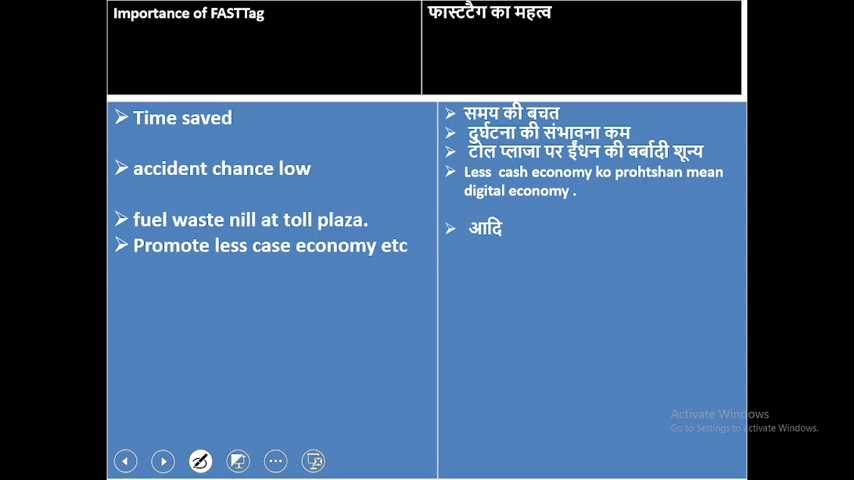 Importance of FASTTag
फास्टटैग का महत्व
Time saved
accident chance low
fuel waste nill at toll plaza.
Promote less case economy etc
समय की बचत
दुर्घटना की संभावना कम
टोल प्लाजा पर ईंधन की बर्बादी शून्य
Less cash economy ko prohtshan mean
digital economy .
आदि
Activate Windows
Go to Settings to activate Windows.